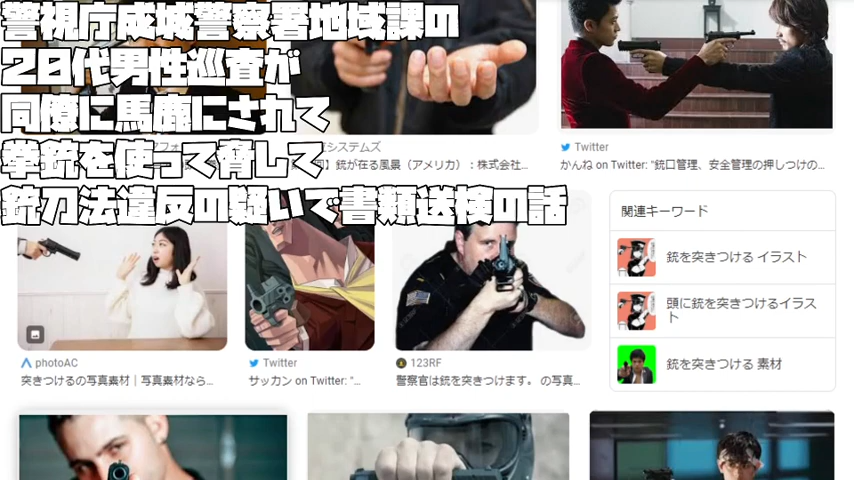 警視庁成城警察署地域課の
20代男性巡査が
同僚に馬鹿にされて
拳銃を使って脅して
銃刀法違反の疑いで書類送検の話
システムズ
銃が在る風景（アメリカ）：株式会社...
Twitter
かんね on Twitter: "銃口管理、安全管理の押しつけの...
関連キーワード
銃を突きつける イラスト
頭に銃を突きつけるイラス
ト
銃を突きつける 素材
photoAC
突きつけるの写真素材｜写真素材なら...
Twitter
サッカン on Twitter: "...
123RF
警察官は銃を突きつけます。 の写真...